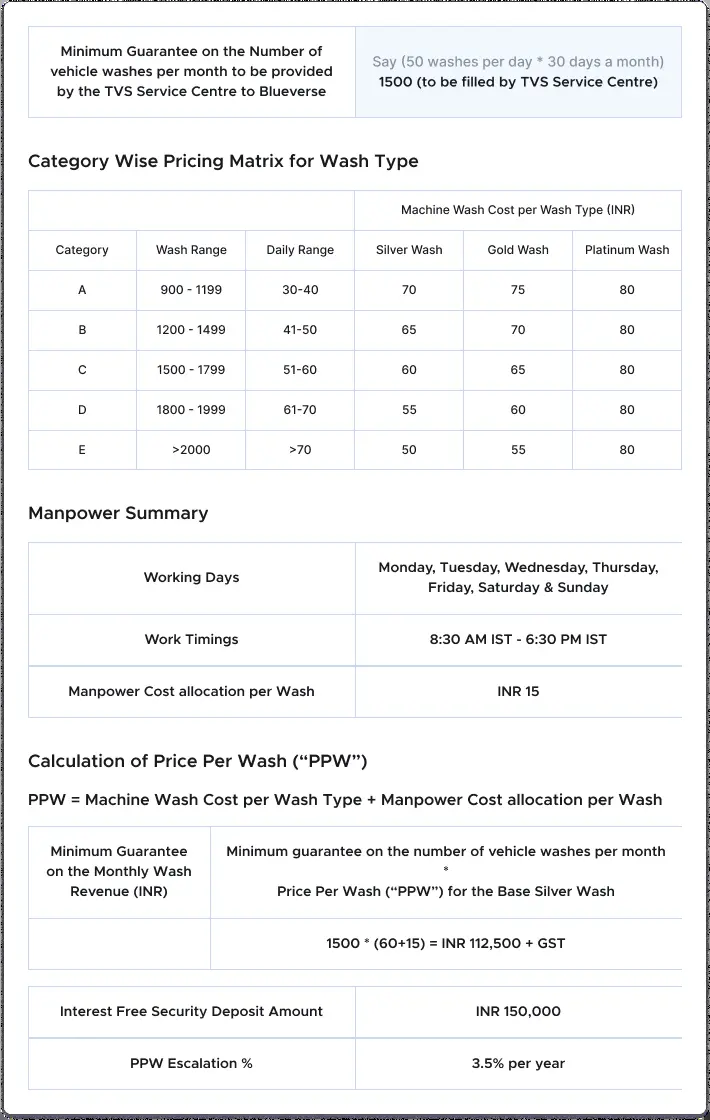 Minimum Guarantee on the Number of
vehicle washes per month to be provided
by the TVS Service Centre to Blueverse
Say (50 washes per day * 30 days a month)
1500 (to be filled by TVS Service Centre)
Category Wise Pricing Matrix for Wash Type
Machine Wash Cost per Wash Type (INR)
Category Wash Range Daily Range Silver Wash Gold Wash Platinum Wash
A 900 - 1199 30-40 70 75 80
B 1200 - 1499 41-50 65 70 80
C 1500 - 1799 51-60 60 65 80
D 1800 - 1999 61-70 55 60 80
E >2000 >70 50 55 80
Manpower Summary
Working Days
Monday, Tuesday, Wednesday, Thursday,
Friday, Saturday & Sunday
Work Timings 8:30 AM IST - 6:30 PM IST
Manpower Cost allocation per Wash INR 15
Calculation of Price Per Wash (“PPW”)
PPW = Machine Wash Cost per Wash Type + Manpower Cost allocation per Wash
Minimum Guarantee
on the Monthly Wash
Revenue (INR)
Minimum guarantee on the number of vehicle washes per month
*
Price Per Wash (“PPW”) for the Base Silver Wash
1500 * (60+15) = INR 112,500 + GST
Interest Free Security Deposit Amount INR 150,000
PPW Escalation % 3.5% per year